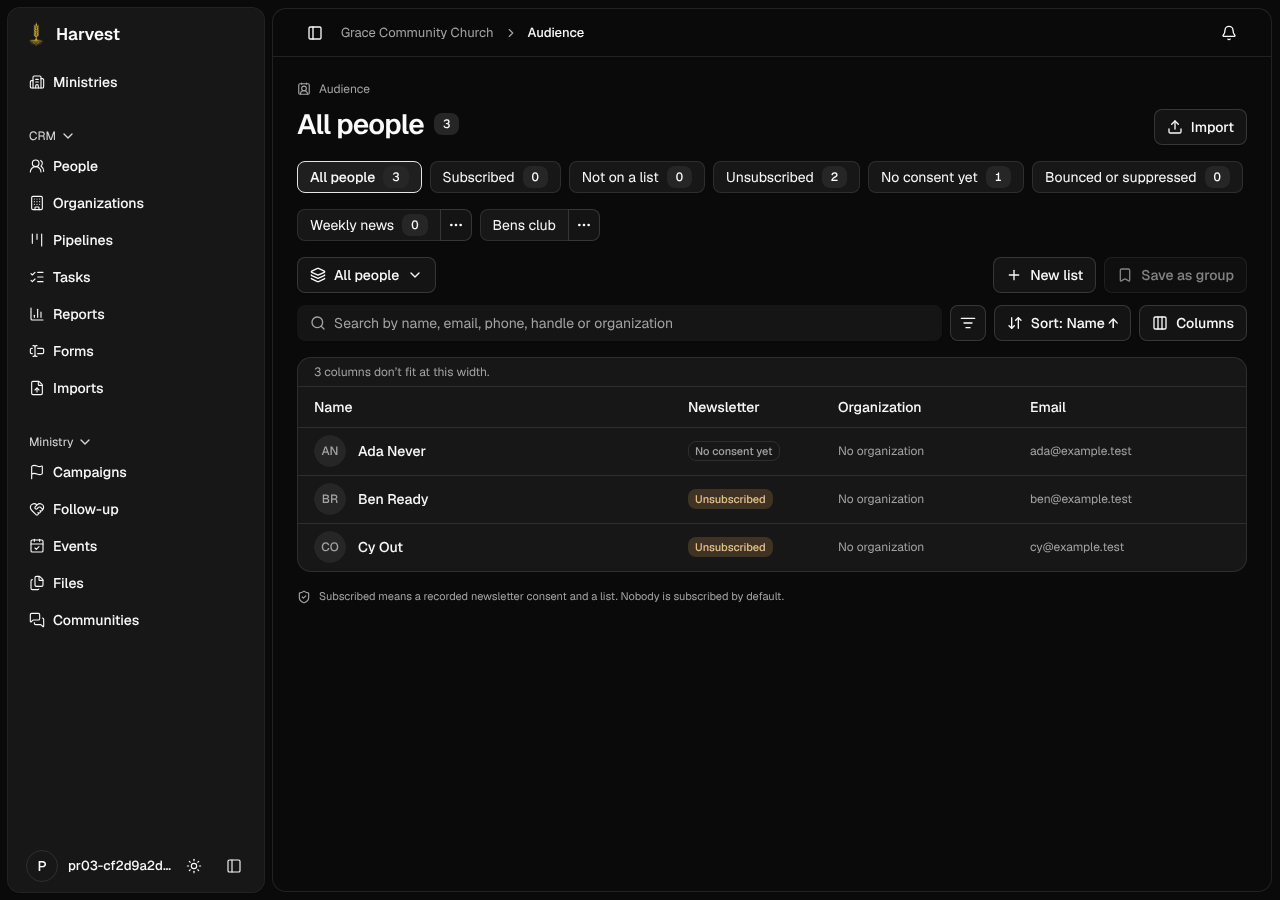 Harvest
Ministries
CRM
People
Organizations
Pipelines
Tasks
Reports
Forms
Imports
Ministry
Campaigns
Follow-up
Events
Files
Communities
P pr03-cf2d9a2d...
Grace Community Church > Audience
Audience
All people 3
Import
All people 3 Subscribed 0 Not on a list 0 Unsubscribed 2 No consent yet 1 Bounced or suppressed 0
Weekly news 0 Bens club
All people New list Save as group
Search by name, email, phone, handle or organization Sort: Name ↑ Columns
3 columns don't fit at this width.
Name Newsletter Organization Email
AN Ada Never No consent yet No organization ada@example.test
BR Ben Ready Unsubscribed No organization ben@example.test
CO Cy Out Unsubscribed No organization cy@example.test
Subscribed means a recorded newsletter consent and a list. Nobody is subscribed by default.